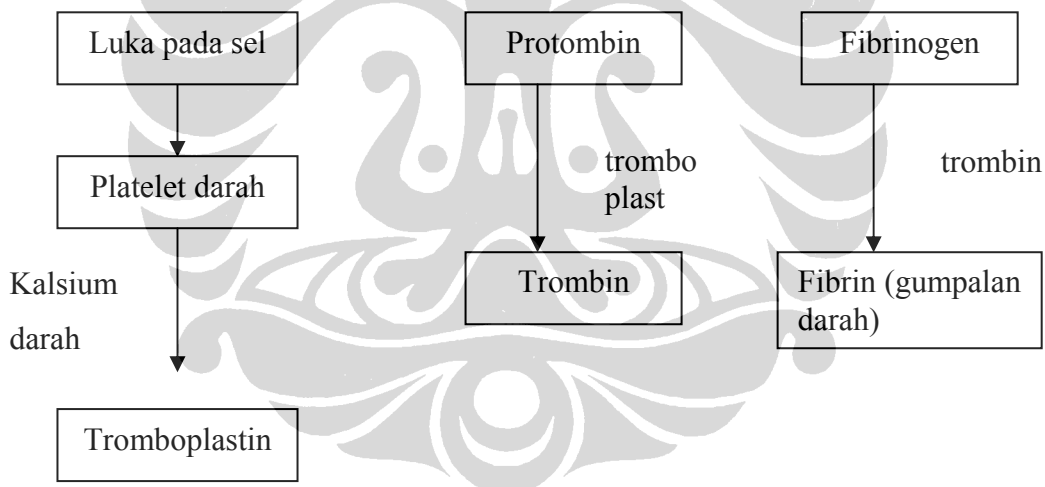 Luka pada sel
Protombin
Fibrinogen
trombo
plast
trombin
Platelet darah
Kalsium
darah
Trombin
Fibrin (gumpalan
darah)
Tromboplastin